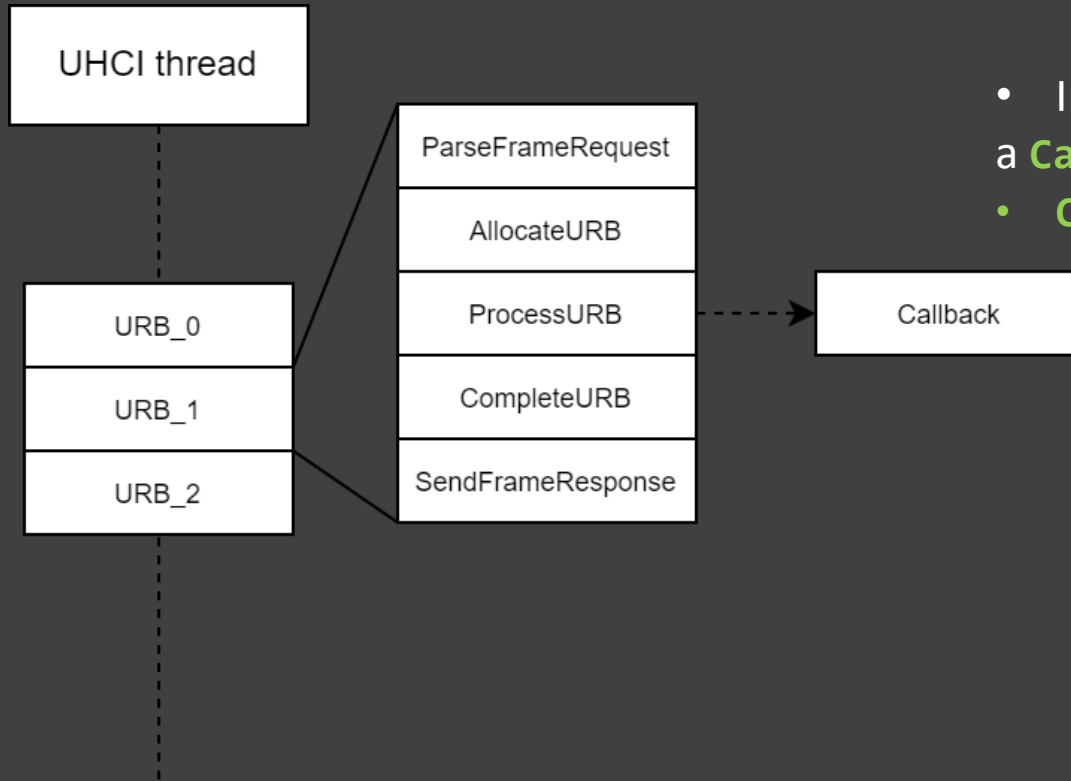 UHCI thread
URB_0
URB_1
URB_2
ParseFrameRequest
AllocateURB
ProcessURB
CompleteURB
SendFrameResponse
Callback
•
a
•